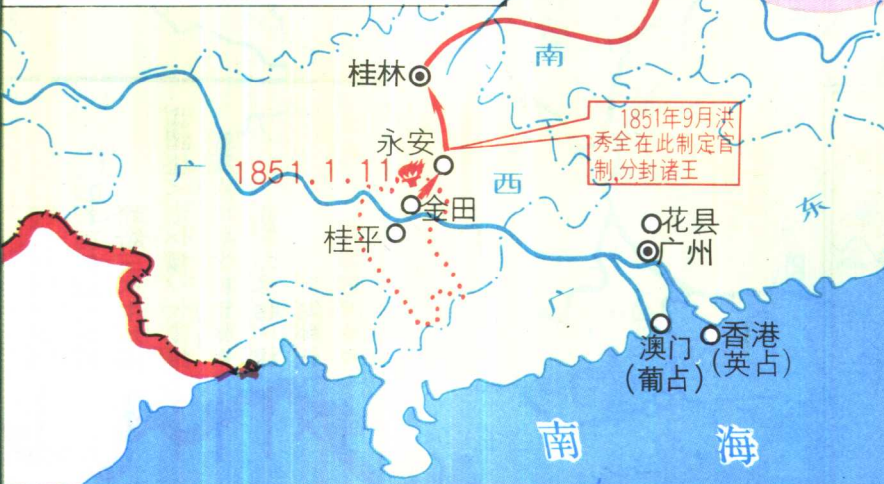 南
桂林
1851年9月洪
秀全在此制定官
制,分封诸王
永安
1851.1.11
广
西
金田
桂平
花县
广州
东
广
澳门
(葡占)
香港
(英占)
南海